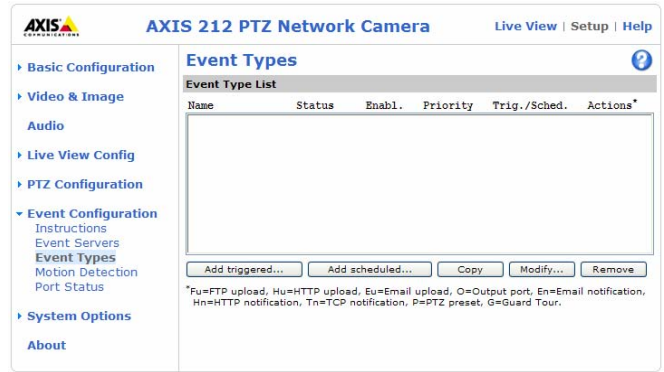 AXIS
COMMUNICATIONS
AXIS 212 PTZ Network Camera
Live View | Setup | Help
Basic Configuration
Video & Image
Audio
Live View Config
PTZ Configuration
Event Configuration
Instructions
Event Servers
Event Types
Motion Detection
Port Status
System Options
About
Event Types
?
Event Type List
Name Status Enabl. Priority Trig./Sched. Actions*
Add triggered... Add scheduled... Copy Modify... Remove
*Fu=FTP upload, Hu=HTTP upload, Eu=Email upload, O=Output port, En=Email notification,
Hn=HTTP notification, Tn=TCP notification, P=PTZ preset, G=Guard Tour.